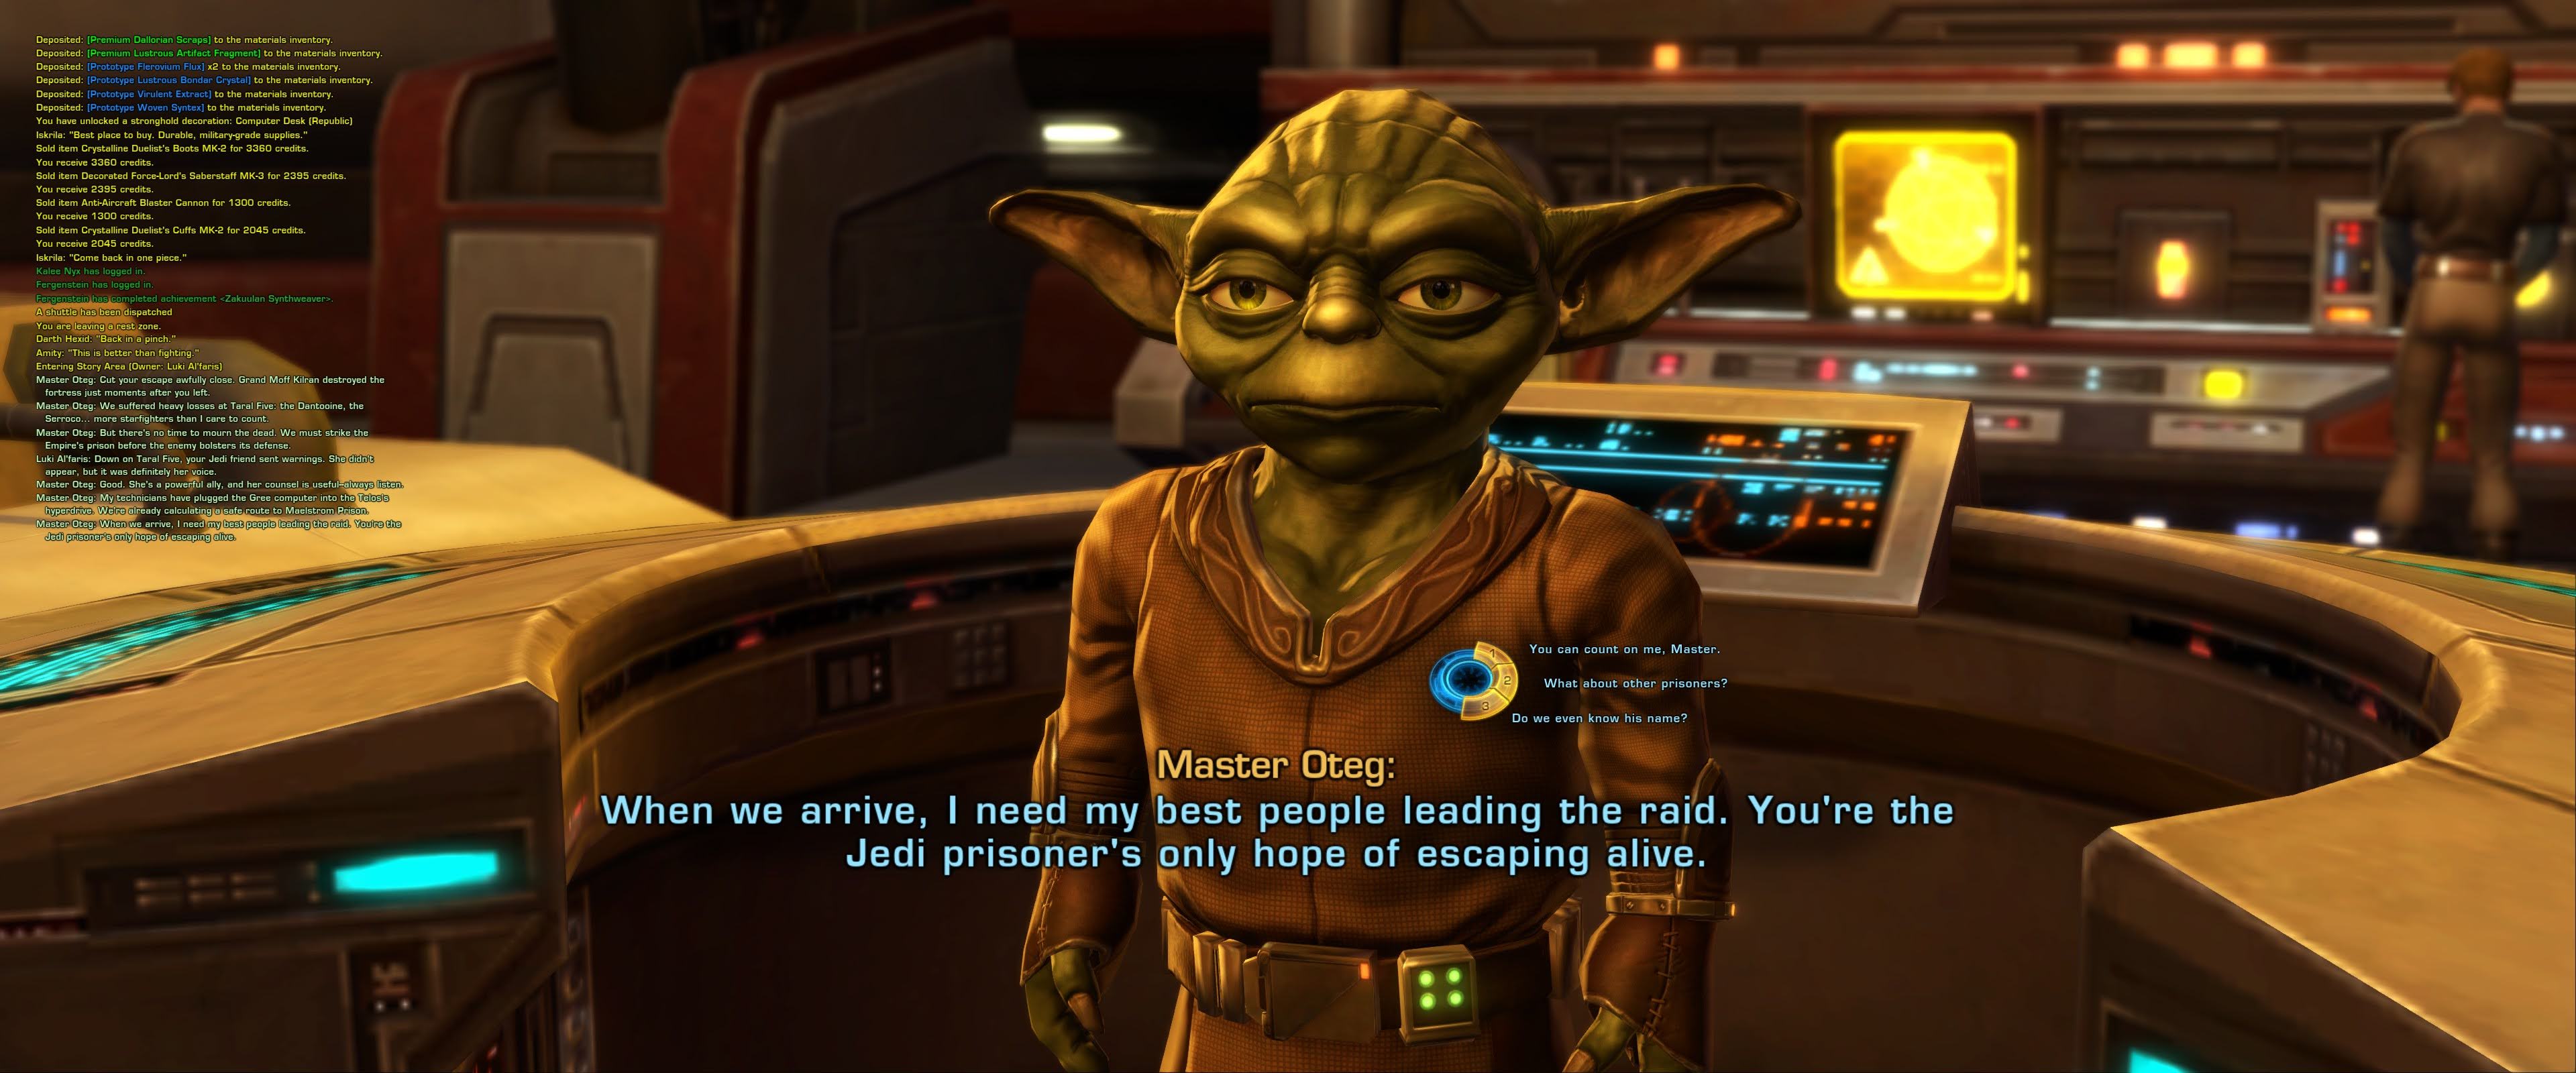 Deposited: [Premium Dallorian Scraps] to the materials inventory.
Deposited: [Premium Lustrous Artifact Fragment] to the materials inventory.
Deposited: [Prototype Flerovium Flux] x2 to the materials inventory.
Deposited: [Prototype Lustrous Bondar Crystal] to the materials inventory.
Deposited: [Prototype Virulent Extract] to the materials inventory.
Deposited: [Prototype Woven Syntex] to the materials inventory.
You have unlocked a stronghold decoration: Computer Desk (Republic)
Iskrila: "Best place to buy. Durable, military-grade supplies."
Sold item Crystalline Duelist's Boots MK-2 for 3360 credits.
You receive 3360 credits.
Sold item Decorated Force-Lord's Saberstaff MK-3 for 2395 credits.
You receive 2395 credits.
Sold item Anti-Aircraft Blaster Cannon for 1300 credits.
You receive 1300 credits.
Sold item Crystalline Duelist's Cuffs MK-2 for 2045 credits.
You receive 2045 credits.
Iskrila: "Come back in one piece."
Kalee Nyx has logged in.
Fergenstein has logged in.
Fergenstein has completed achievement <Zakuulan Synthweaver>.
A shuttle has been dispatched
You are leaving a rest zone.
Darth Hexid: "Back in a pinch."
Amity: "This is better than fighting."
Entering Story Area (Owner: Luki Al'faris)
Master Oteg: Cut your escape awfully close. Grand Moff Kilran destroyed the
fortress just moments after you left.
Master Oteg: We suffered heavy losses at Taral Five: the Dantooine, the
Serroco... more starfighters than I care to count.
Master Oteg: But there's no time to mourn the dead. We must strike the
Empire's prison before the enemy bolsters its defense.
Luki Al'faris: Down on Taral Five, your Jedi friend sent warnings. She didn't
appear, but it was definitely her voice.
Master Oteg: Good. She's a powerful ally, and her counsel is useful–always listen.
Master Oteg: My technicians have plugged the Gree computer into the Telos's
hyperdrive. We're already calculating a safe route to Maelstrom Prison.
Master Oteg: When we arrive, I need my best people leading the raid. You're the
Jedi prisoner's only hope of escaping alive.
1 You can count on me, Master.
2 What about other prisoners?
3 Do we even know his name?
Master Oteg:
When we arrive, I need my best people leading the raid. You're the
Jedi prisoner's only hope of escaping alive.